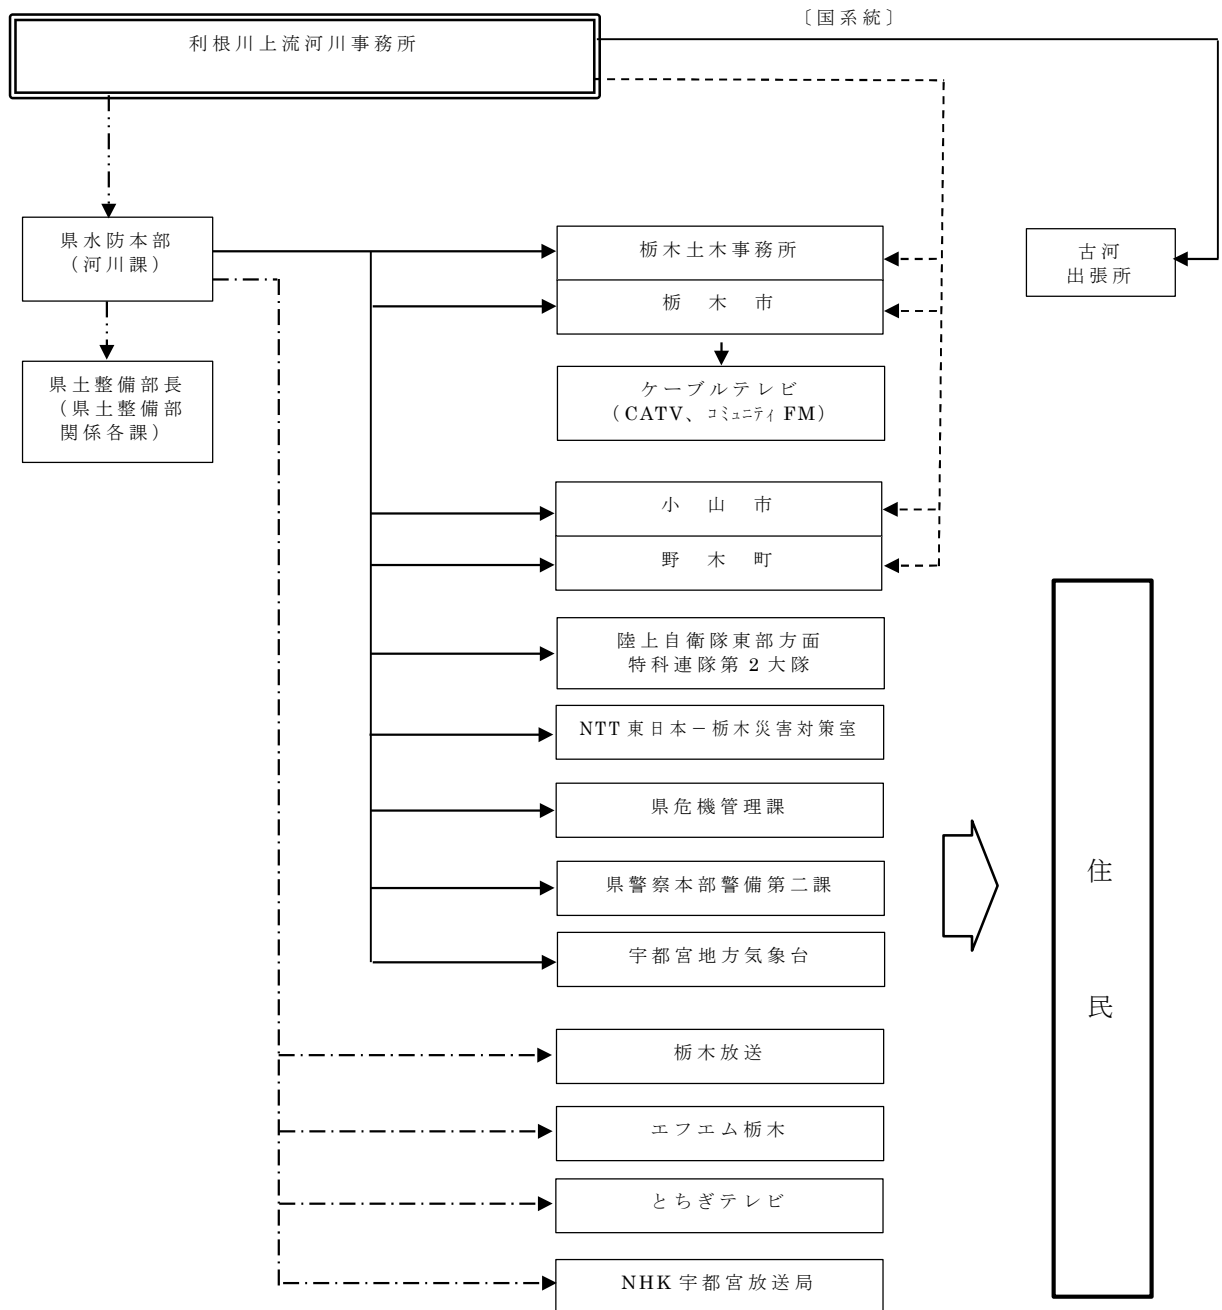 〔国系統〕
利根川上流河川事務所
県水防本部
（河川課）
栃木土木事務所
古河
出張所
栃木市
県土整備部長
（県土整備部
関係各課）
ケーブルテレビ
（CATV、コミュニティ FM）
小山市
野木町
陸上自衛隊東部方面
特科連隊第 2 大隊
NTT 東日本－栃木災害対策室
県危機管理課
県警察本部警備第二課
宇都宮地方気象台
住民
栃木放送
エフエム栃木
とちぎテレビ
NHK 宇都宮放送局